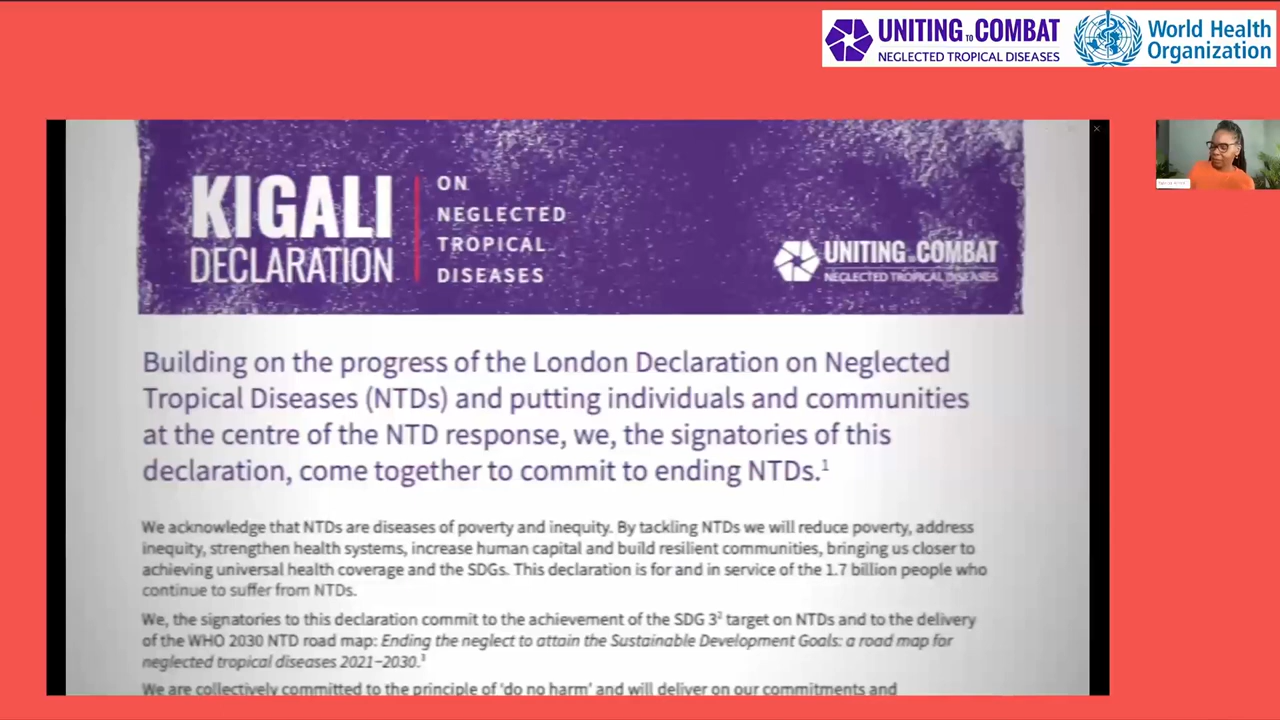 UNITING TO COMBAT
NEGLECTED TROPICAL DISEASES
World Health
Organization
KIGALI
DECLARATION
ON
NEGLECTED
TROPICAL
DISEASES
UNITING TO COMBAT
NEGLECTED TROPICAL DISEASES
Building on the progress of the London Declaration on Neglected
Tropical Diseases (NTDs) and putting individuals and communities
at the centre of the NTD response, we, the signatories of this
declaration, come together to commit to ending NTDs.¹
We acknowledge that NTDs are diseases of poverty and inequity. By tackling NTDs we will reduce poverty, address
inequity, strengthen health systems, increase human capital and build resilient communities, bringing us closer to
achieving universal health coverage and the SDGs. This declaration is for and in service of the 1.7 billion people who
continue to suffer from NTDs.
We, the signatories to this declaration commit to the achievement of the SDG 3² target on NTDs and to the delivery
of the WHO 2030 NTD road map: Ending the neglect to attain the Sustainable Development Goals: a road map for
neglected tropical diseases 2021–2030.³
We are collectively committed to the principle of 'do no harm' and will deliver on our commitments and